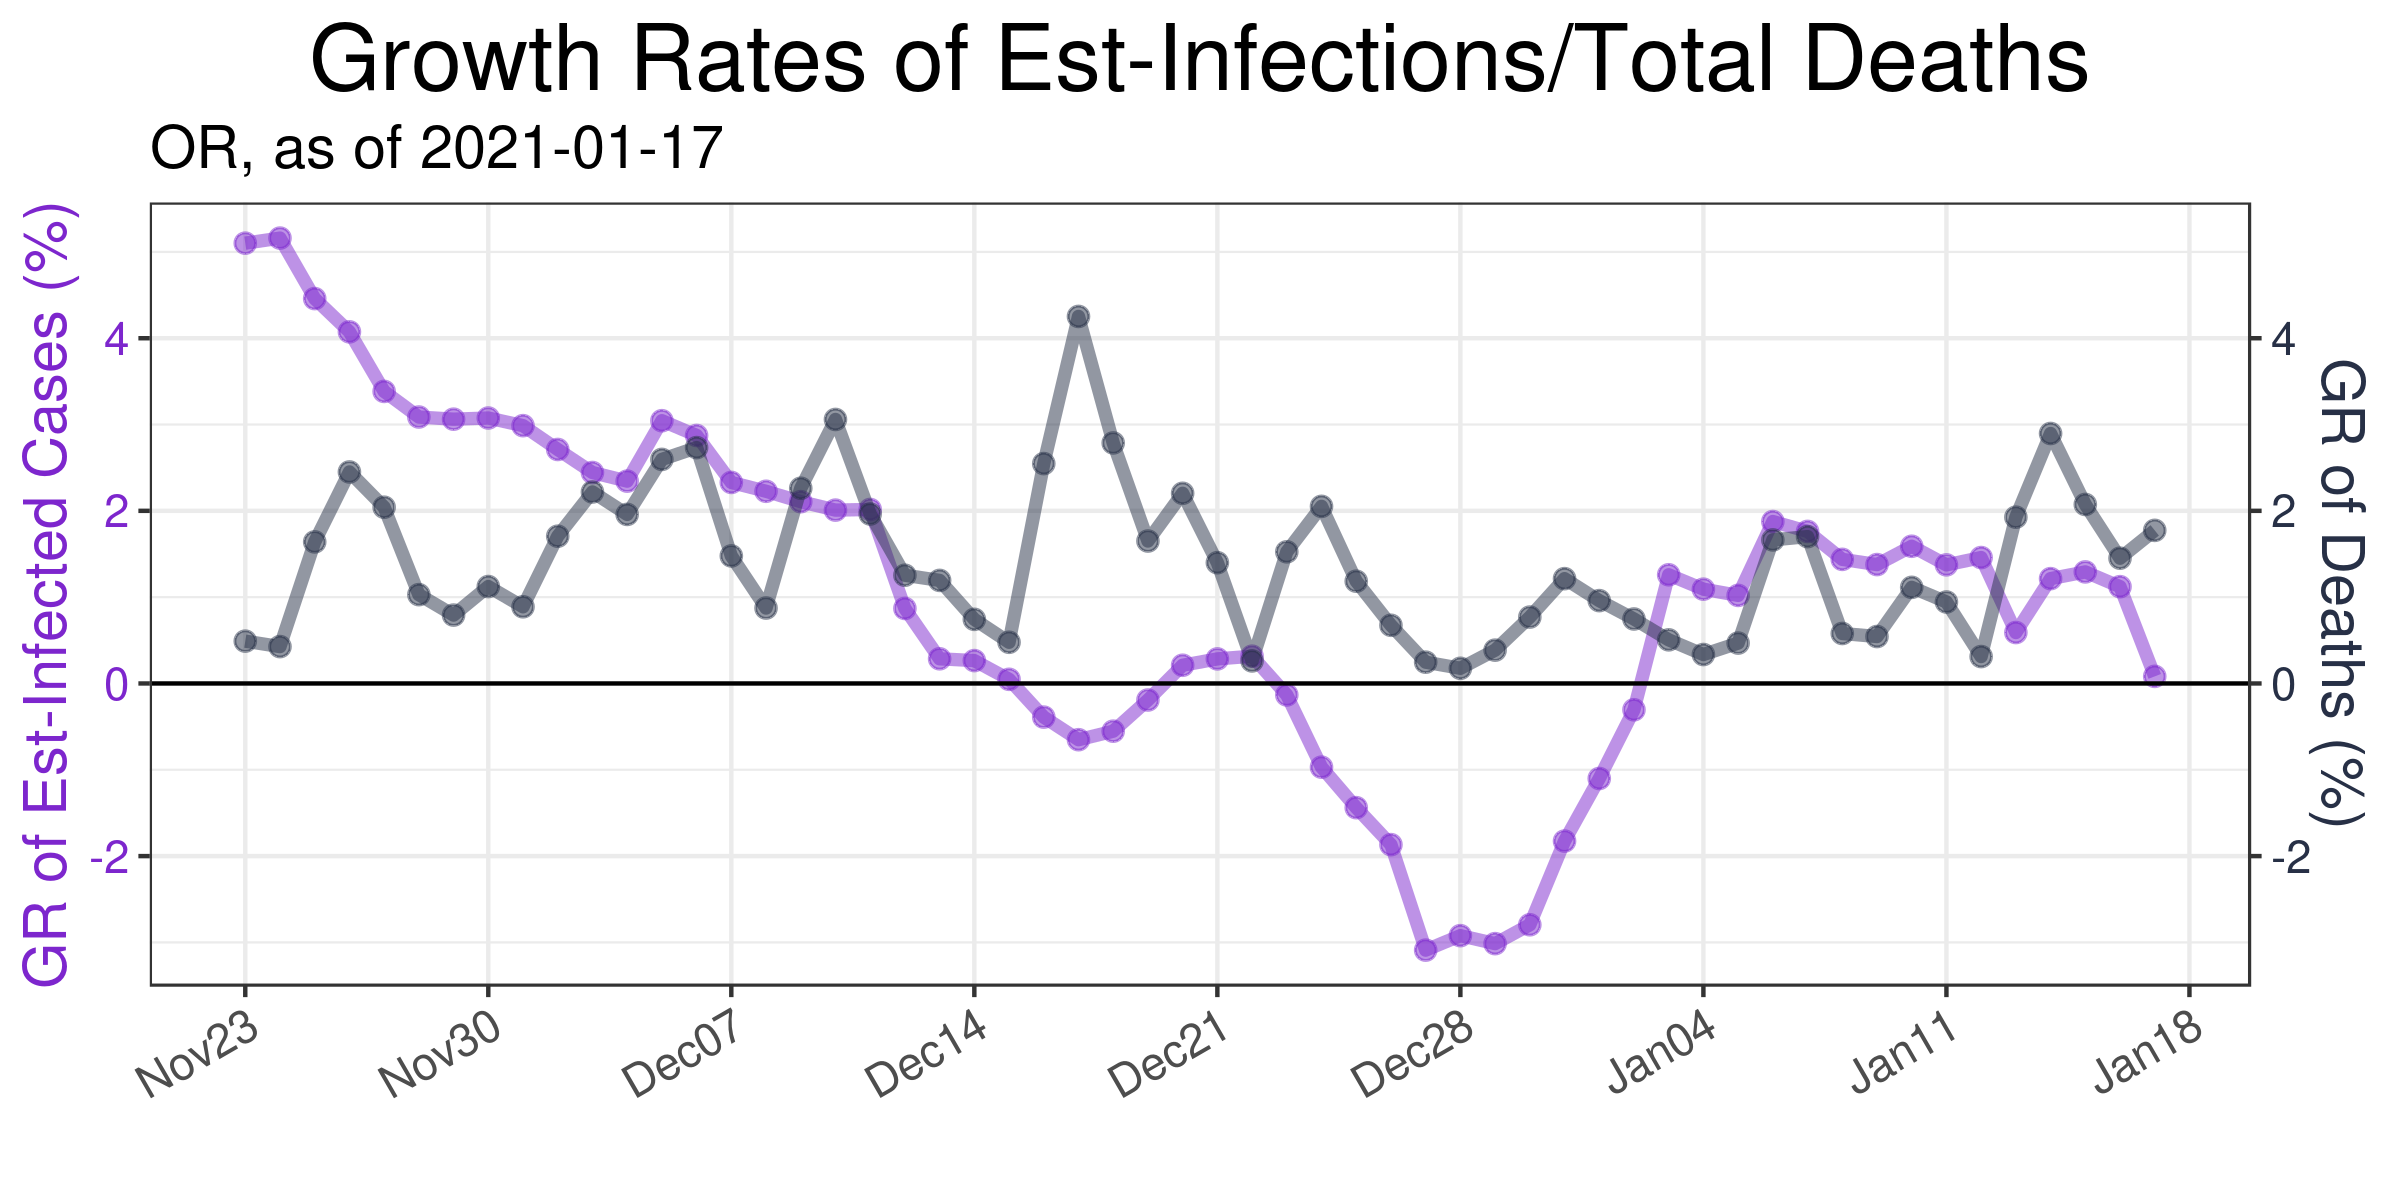 Growth Rates of Est-Infections/Total Deaths
OR, as of 2021-01-17
GR of Est-Infected Cases (%)
4
2
0
-2
4
2
0
-2
GR of Deaths (%)
Nov23
Nov30
Dec07
Dec14
Dec21
Dec28
Jan04
Jan11
Jan18